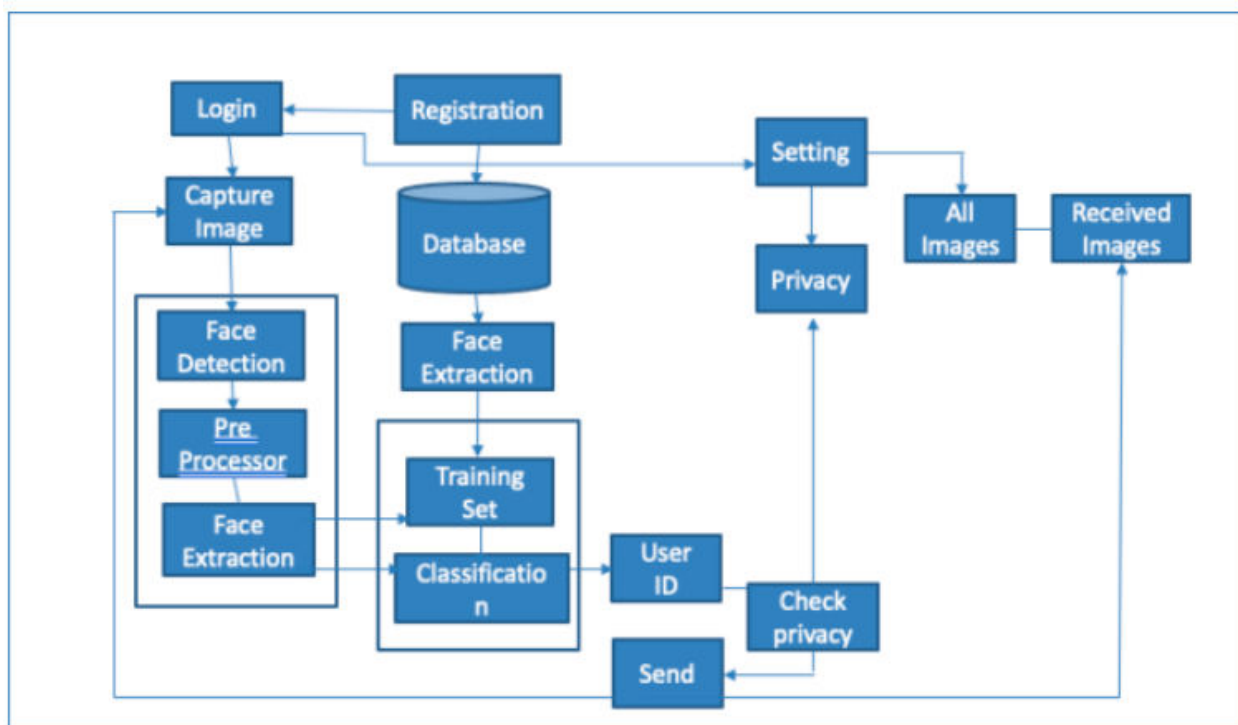 Login
Registration
Setting
Capture
Image
All
Images
Received
Images
Database
Privacy
Face
Detection
Face
Extraction
Pre
Processor
Training
Set
Face
Extraction
Classificatio
n
User
ID
Check
privacy
Send